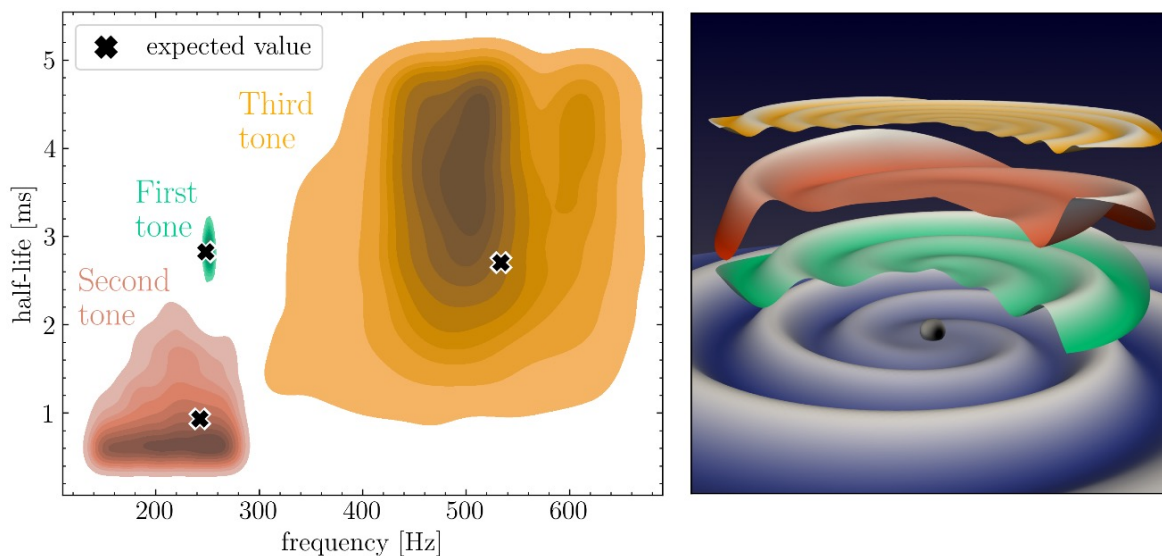 expected value
Third
tone
First
tone
Second
tone
5
4
3
2
1
half-life [ms]
200
300
400
500
600
frequency [Hz]